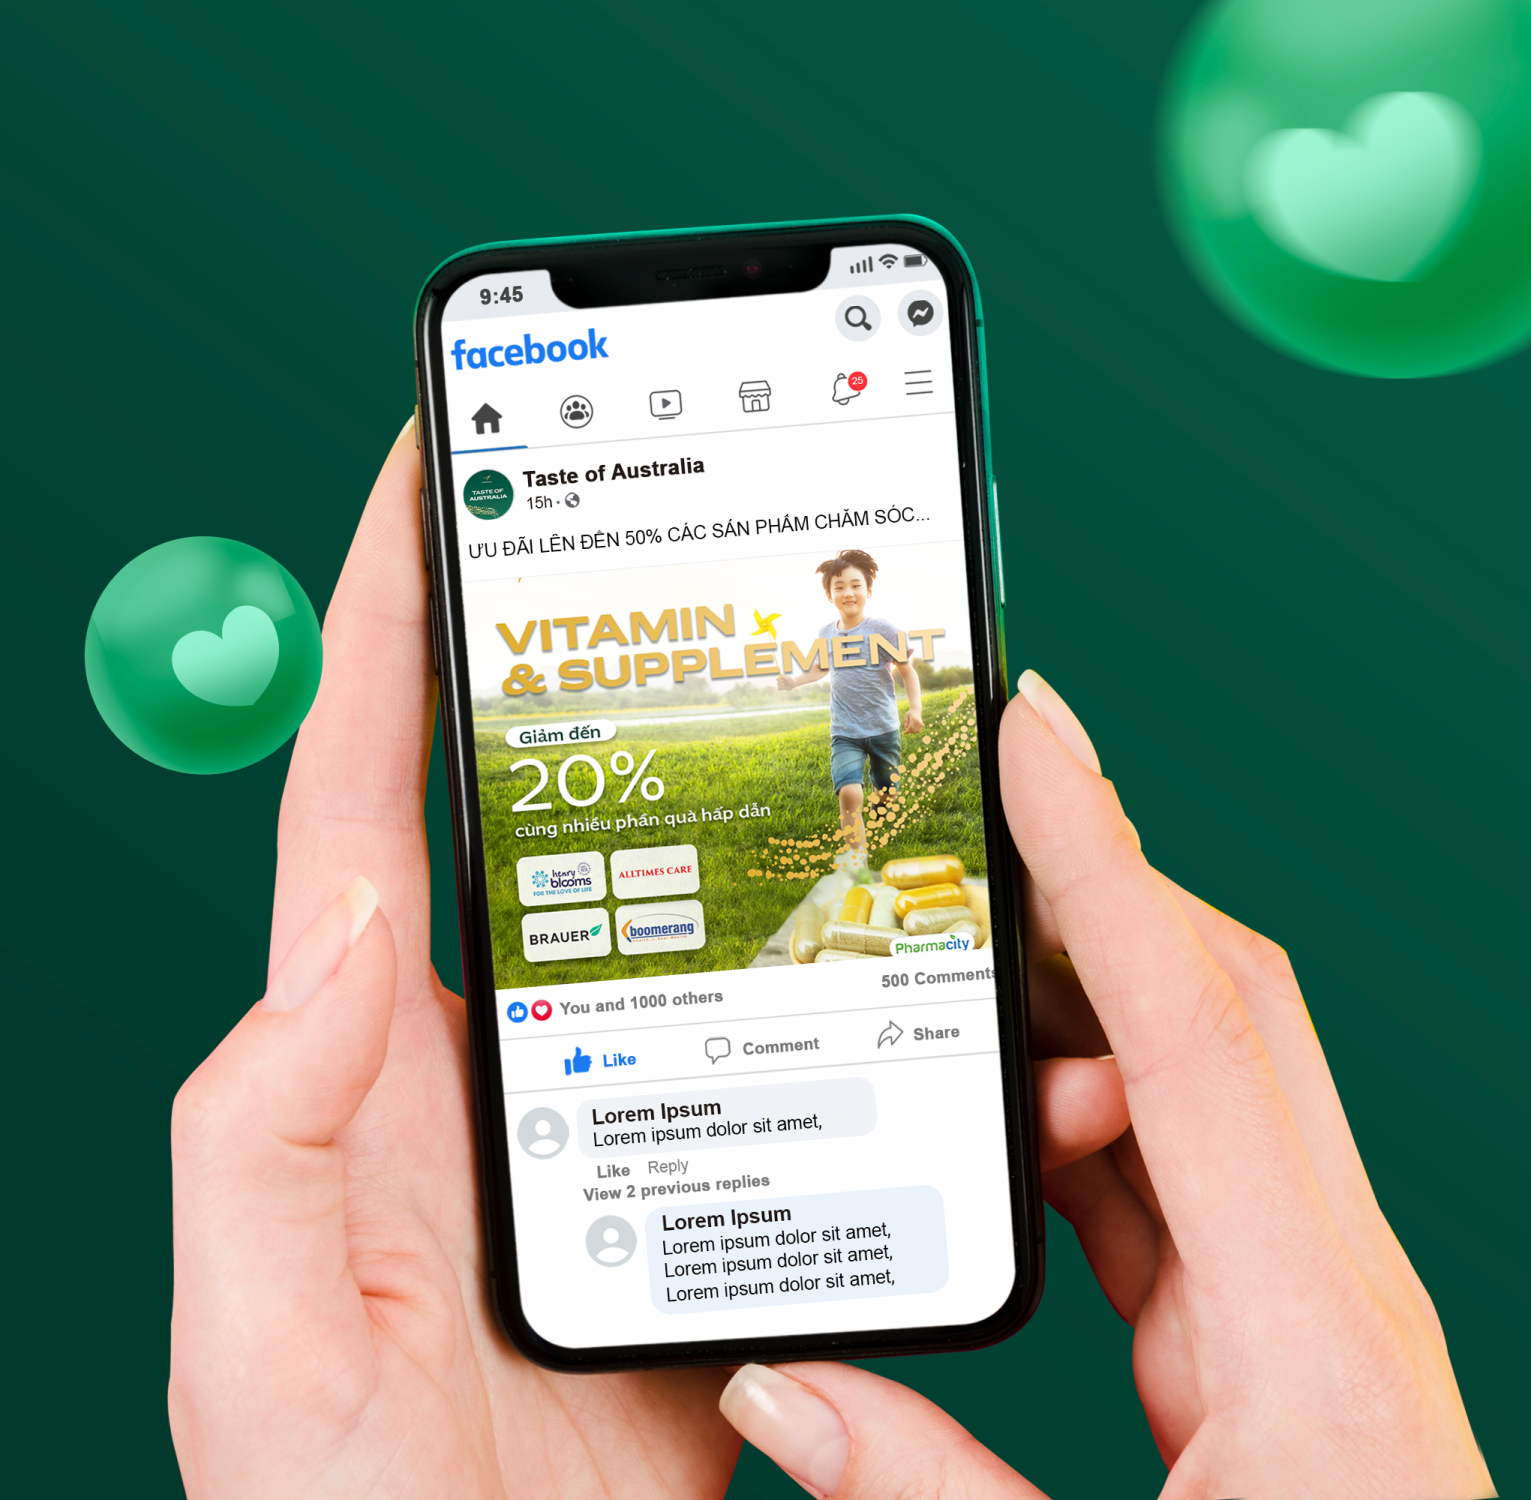 9:45
facebook
25
TASTE OF
AUSTRALIA
Taste of Australia
15h
ƯU ĐÃI LÊN ĐẾN 50% CÁC SẢN PHẨM CHĂM SÓC...
VITAMIN
& SUPPLEMENT
Giảm đến
20%
cùng nhiều phần quà hấp dẫn
henry
blooms
FOR THE LOVE OF LIFE
ALLTIMES CARE
BRAUER
boomerang
Pharmacity
You and 1000 others
500 Comments
Like
Comment
Share
Lorem Ipsum
Lorem ipsum dolor sit amet,
Like Reply
View 2 previous replies
Lorem Ipsum
Lorem ipsum dolor sit amet,
Lorem ipsum dolor sit amet,
Lorem ipsum dolor sit amet,